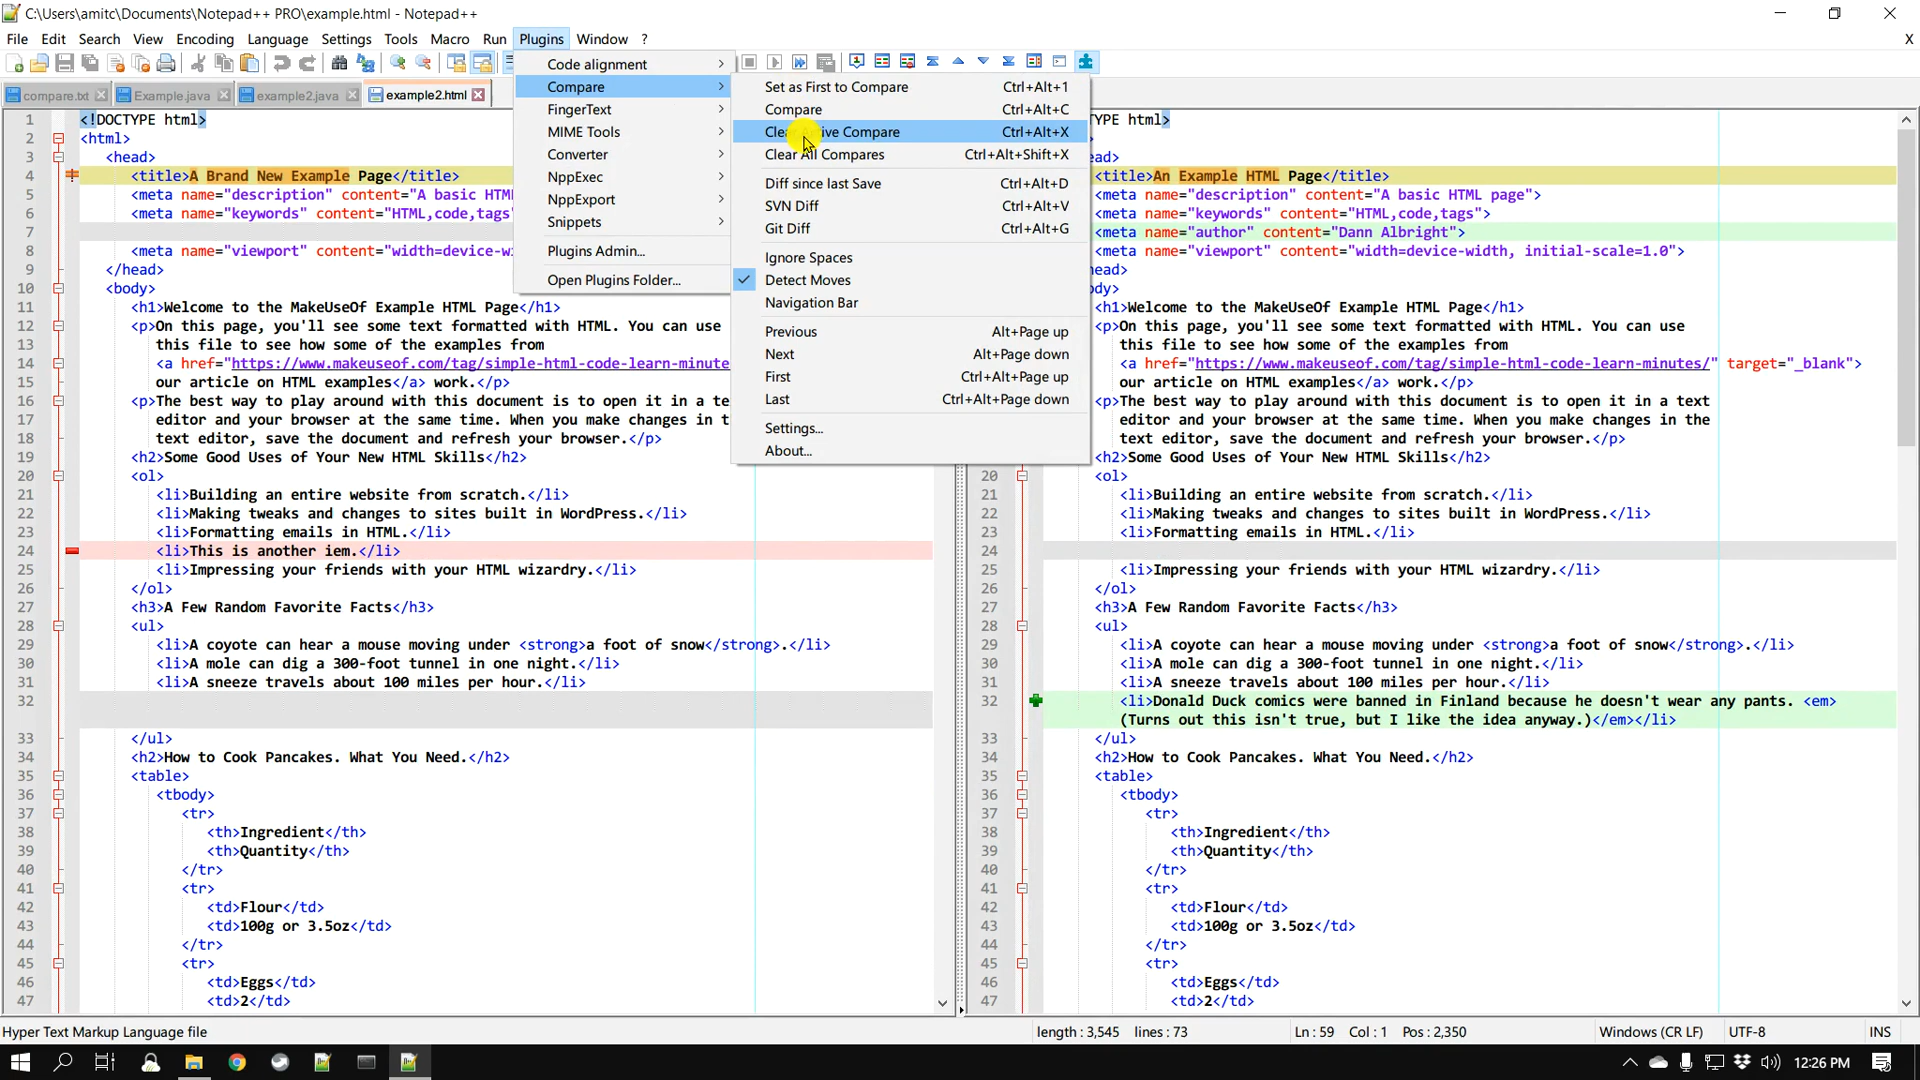 C:\Users\amitc\Documents\Notepad++ PRO\example.html - Notepad++
File Edit Search View Encoding Language Settings Tools Macro Run Plugins Window ?
X
compare.txt Example.java example2.java example2.html
Code alignment
Compare
FingerText
MIME Tools
Converter
NppExec
NppExport
Snippets
Plugins Admin...
Open Plugins Folder...
Set as First to Compare Ctrl+Alt+1
Compare Ctrl+Alt+C
Clear Active Compare Ctrl+Alt+X
Clear All Compares Ctrl+Alt+Shift+X
Diff since last Save Ctrl+Alt+D
SVN Diff Ctrl+Alt+V
Git Diff Ctrl+Alt+G
Ignore Spaces
Detect Moves
Navigation Bar
Previous Alt+Page up
Next Alt+Page down
First Ctrl+Alt+Page up
Last Ctrl+Alt+Page down
Settings...
About...
1 <!DOCTYPE html>
2 <html>
3 <head>
4 <title>A Brand New Example Page</title>
5 <meta name="description" content="A basic HTM
6 <meta name="keywords" content="HTML,code,tags"
7
8 <meta name="viewport" content="width=device-w
9 </head>
10 <body>
11 <h1>Welcome to the MakeUseOf Example HTML Page</h1>
12 <p>On this page, you'll see some text formatted with HTML. You can use
13 this file to see how some of the examples from
14 <a href="https://www.makeuseof.com/tag/simple-html-code-learn-minute
15 our article on HTML examples</a> work.</p>
16 <p>The best way to play around with this document is to open it in a te
17 editor and your browser at the same time. When you make changes in t
18 text editor, save the document and refresh your browser.</p>
19 <h2>Some Good Uses of Your New HTML Skills</h2>
20 <ol>
21 <li>Building an entire website from scratch.</li>
22 <li>Making tweaks and changes to sites built in WordPress.</li>
23 <li>Formatting emails in HTML.</li>
24 <li>This is another iem.</li>
25 <li>Impressing your friends with your HTML wizardry.</li>
26 </ol>
27 <h3>A Few Random Favorite Facts</h3>
28 <ul>
29 <li>A coyote can hear a mouse moving under <strong>a foot of snow</strong>.</li>
30 <li>A mole can dig a 300-foot tunnel in one night.</li>
31 <li>A sneeze travels about 100 miles per hour.</li>
32
33 </ul>
34 <h2>How to Cook Pancakes. What You Need.</h2>
35 <table>
36 <tbody>
37 <tr>
38 <th>Ingredient</th>
39 <th>Quantity</th>
40 </tr>
41 <tr>
42 <td>Flour</td>
43 <td>100g or 3.5oz</td>
44 </tr>
45 <tr>
46 <td>Eggs</td>
47 <td>2</td>
TYPE html>
ead>
<title>An Example HTML Page</title>
<meta name="description" content="A basic HTML page">
<meta name="keywords" content="HTML,code,tags">
<meta name="author" content="Dann Albright">
<meta name="viewport" content="width=device-width, initial-scale=1.0">
head>
dy>
<h1>Welcome to the MakeUseOf Example HTML Page</h1>
<p>On this page, you'll see some text formatted with HTML. You can use
this file to see how some of the examples from
<a href="https://www.makeuseof.com/tag/simple-html-code-learn-minutes/" target="_blank">
our article on HTML examples</a> work.</p>
<p>The best way to play around with this document is to open it in a text
editor and your browser at the same time. When you make changes in the
text editor, save the document and refresh your browser.</p>
<h2>Some Good Uses of Your New HTML Skills</h2>
20 <ol>
21 <li>Building an entire website from scratch.</li>
22 <li>Making tweaks and changes to sites built in WordPress.</li>
23 <li>Formatting emails in HTML.</li>
24
25 <li>Impressing your friends with your HTML wizardry.</li>
26 </ol>
27 <h3>A Few Random Favorite Facts</h3>
28 <ul>
29 <li>A coyote can hear a mouse moving under <strong>a foot of snow</strong>.</li>
30 <li>A mole can dig a 300-foot tunnel in one night.</li>
31 <li>A sneeze travels about 100 miles per hour.</li>
32 <li>Donald Duck comics were banned in Finland because he doesn't wear any pants. <em>
(Turns out this isn't true, but I like the idea anyway.)</em></li>
33 </ul>
34 <h2>How to Cook Pancakes. What You Need.</h2>
35 <table>
36 <tbody>
37 <tr>
38 <th>Ingredient</th>
39 <th>Quantity</th>
40 </tr>
41 <tr>
42 <td>Flour</td>
43 <td>100g or 3.5oz</td>
44 </tr>
45 <tr>
46 <td>Eggs</td>
47 <td>2</td>
Hyper Text Markup Language file length : 3,545 lines : 73 Ln : 59 Col : 1 Pos : 2,350 Windows (CR LF) UTF-8 INS
12:26 PM